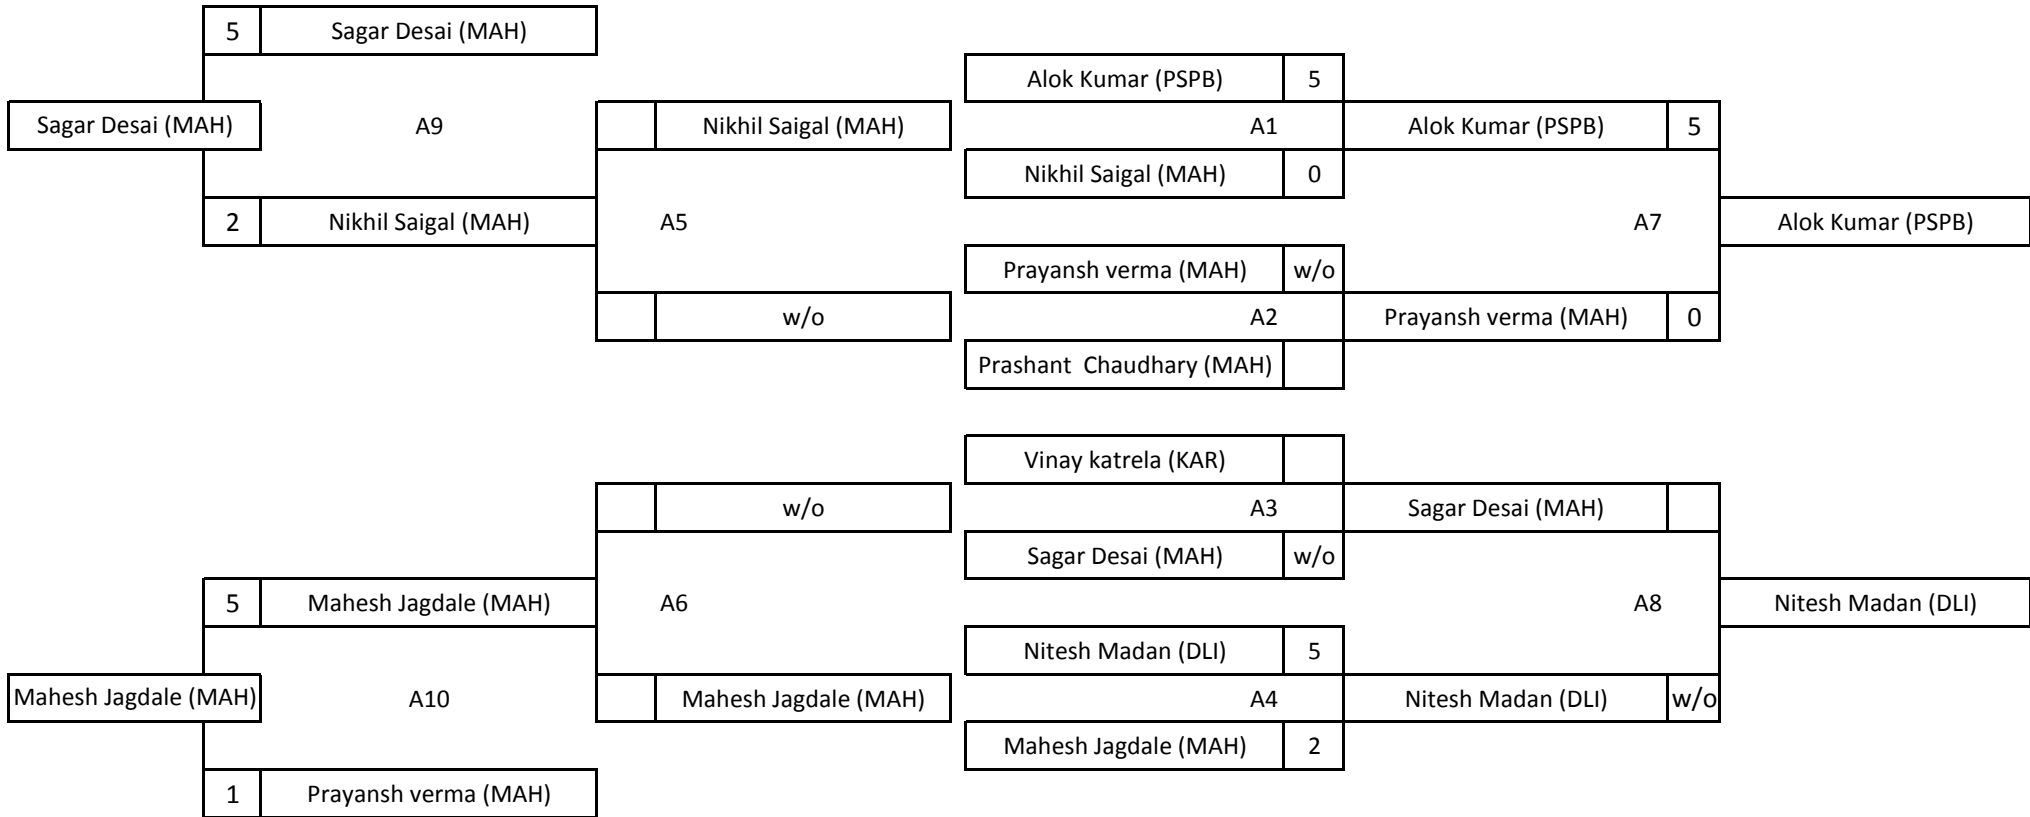 5 Sagar Desai (MAH)
Alok Kumar (PSPB) 5
Sagar Desai (MAH) A9 Nikhil Saigal (MAH) A1 Alok Kumar (PSPB) 5
Nikhil Saigal (MAH) 0
2 Nikhil Saigal (MAH) A5 A7 Alok Kumar (PSPB)
Prayansh verma (MAH) w/o
w/o A2 Prayansh verma (MAH) 0
Prashant Chaudhary (MAH)
Vinay katrela (KAR)
w/o A3 Sagar Desai (MAH)
Sagar Desai (MAH) w/o
5 Mahesh Jagdale (MAH) A6 A8 Nitesh Madan (DLI)
Nitesh Madan (DLI) 5
Mahesh Jagdale (MAH) A10 Mahesh Jagdale (MAH) A4 Nitesh Madan (DLI) w/o
Mahesh Jagdale (MAH) 2
1 Prayansh verma (MAH)